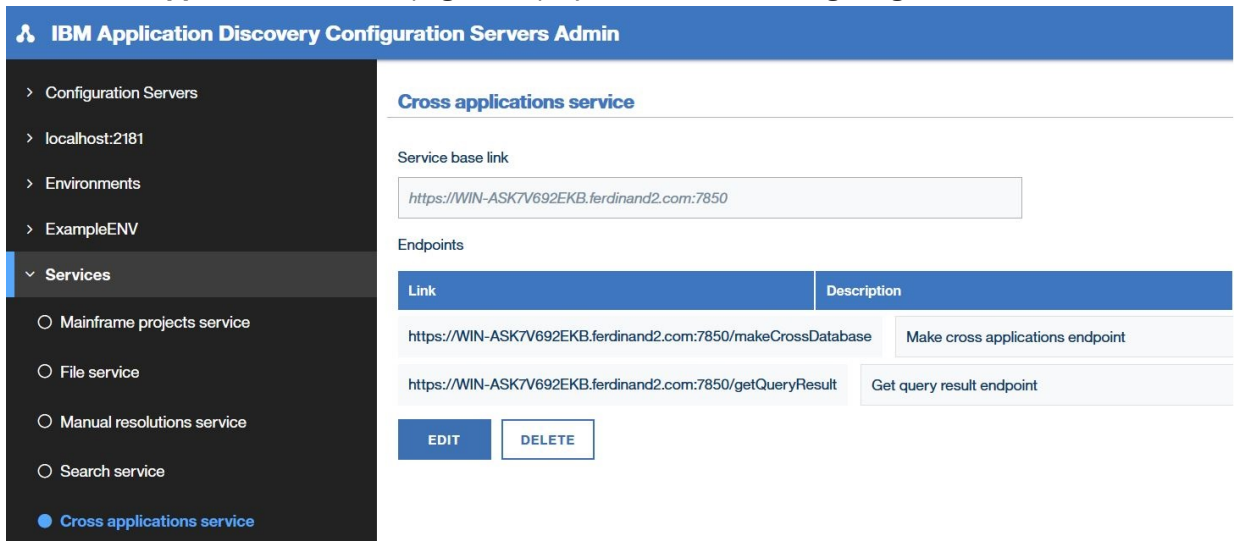 IBM Application Discovery Configuration Servers Admin
Configuration Servers
localhost:2181
Environments
ExampleENV
Services
Mainframe projects service
File service
Manual resolutions service
Search service
Cross applications service
Cross applications service
Service base link
https://WIN-ASK7V692EKB.ferdinand2.com:7850
Endpoints
Link Description
https://WIN-ASK7V692EKB.ferdinand2.com:7850/makeCrossDatabase Make cross applications endpoint
https://WIN-ASK7V692EKB.ferdinand2.com:7850/getQueryResult Get query result endpoint
EDIT DELETE